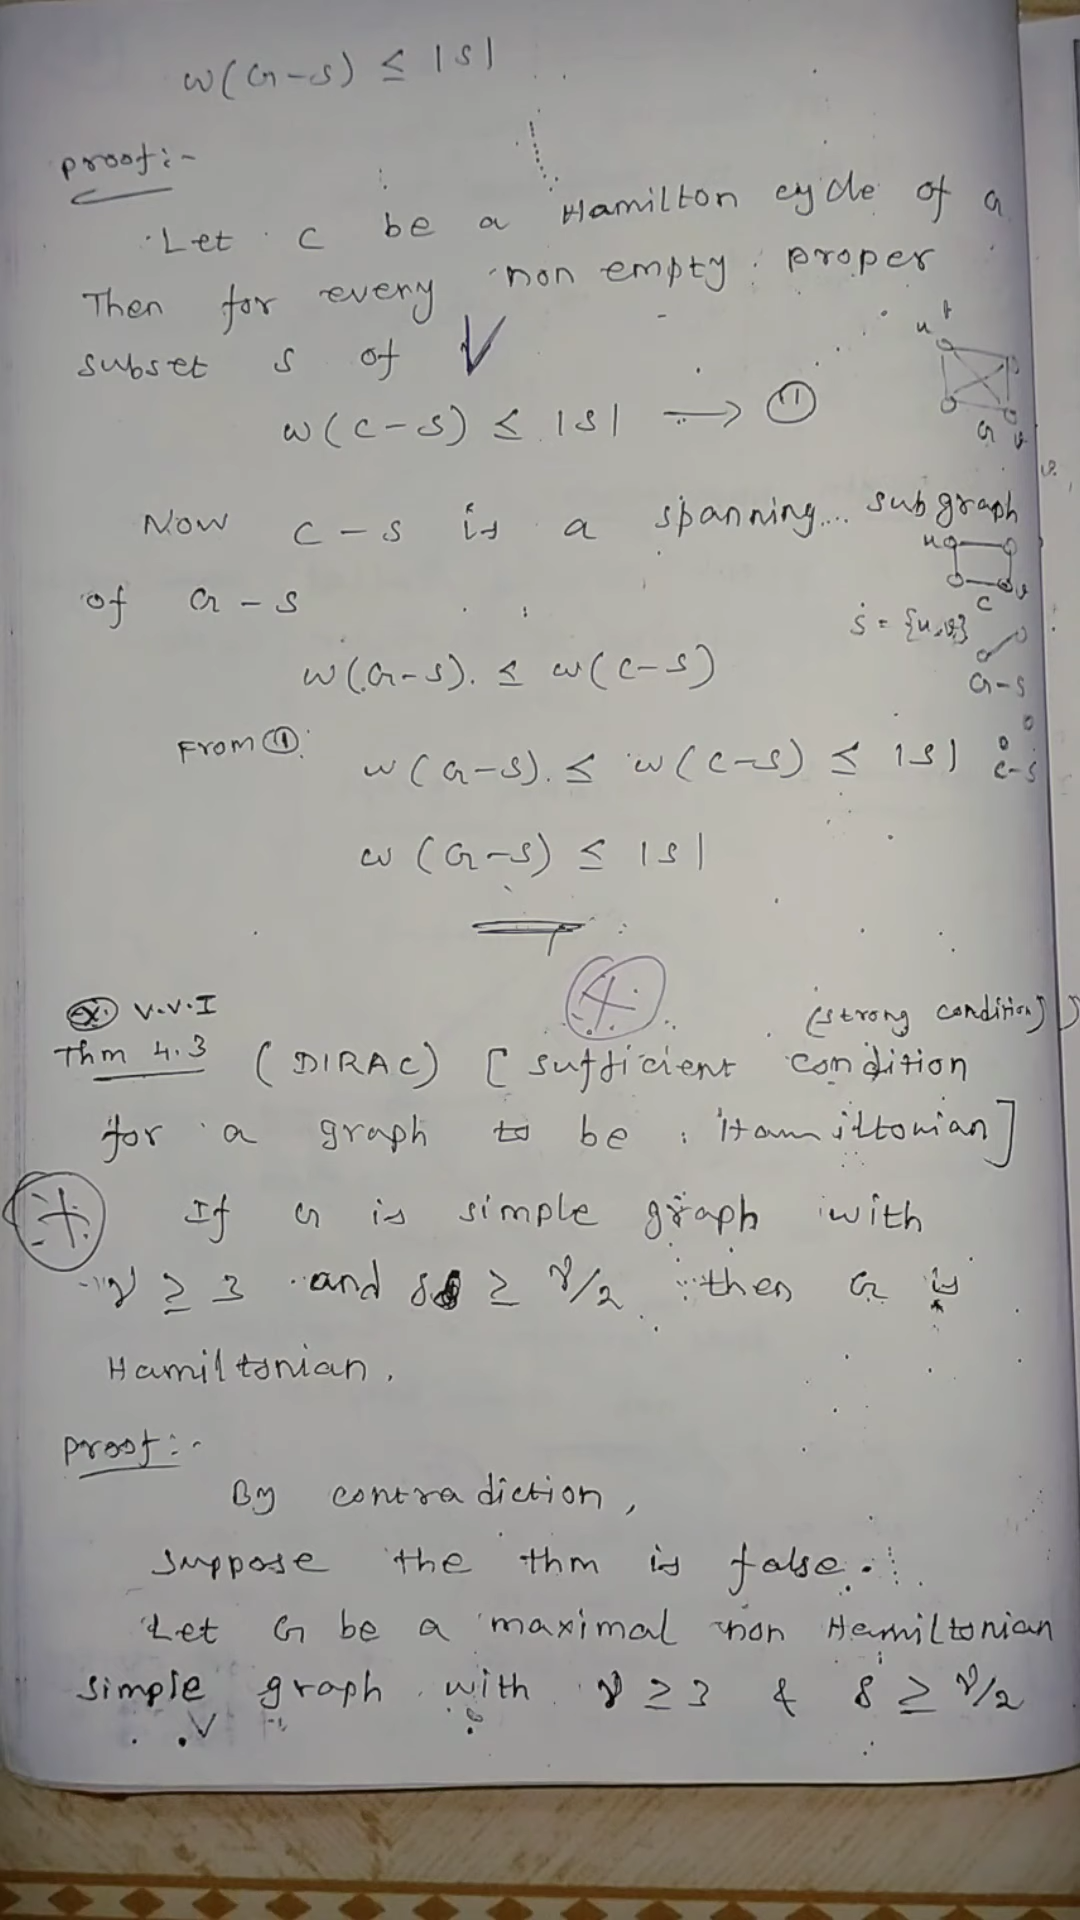 w(G-S) ≤ |S|
Proof:-
Let C be a Hamilton cycle of G
Then for every non empty proper
subset S of V
w(C-S) ≤ |S| → ①
u
G v
Now C-S is a spanning subgraph
of G-S
u
v
C
S = {u,v}
G-S
w(G-S) ≤ w(C-S)
From ①: w(G-S) ≤ w(C-S) ≤ |S|
C-S
w(G-S) ≤ |S|
V.V.I
(strong condition)
Thm 4.3 (DIRAC) [sufficient condition
for a graph to be Hamiltonian]
If G is simple graph with
ν ≥ 3 and δ ≥ ν/2 then G is
Hamiltonian.
Proof:-
By contradiction,
Suppose the thm is false.
Let G be a maximal non Hamiltonian
simple graph with ν ≥ 3 & δ ≥ ν/2